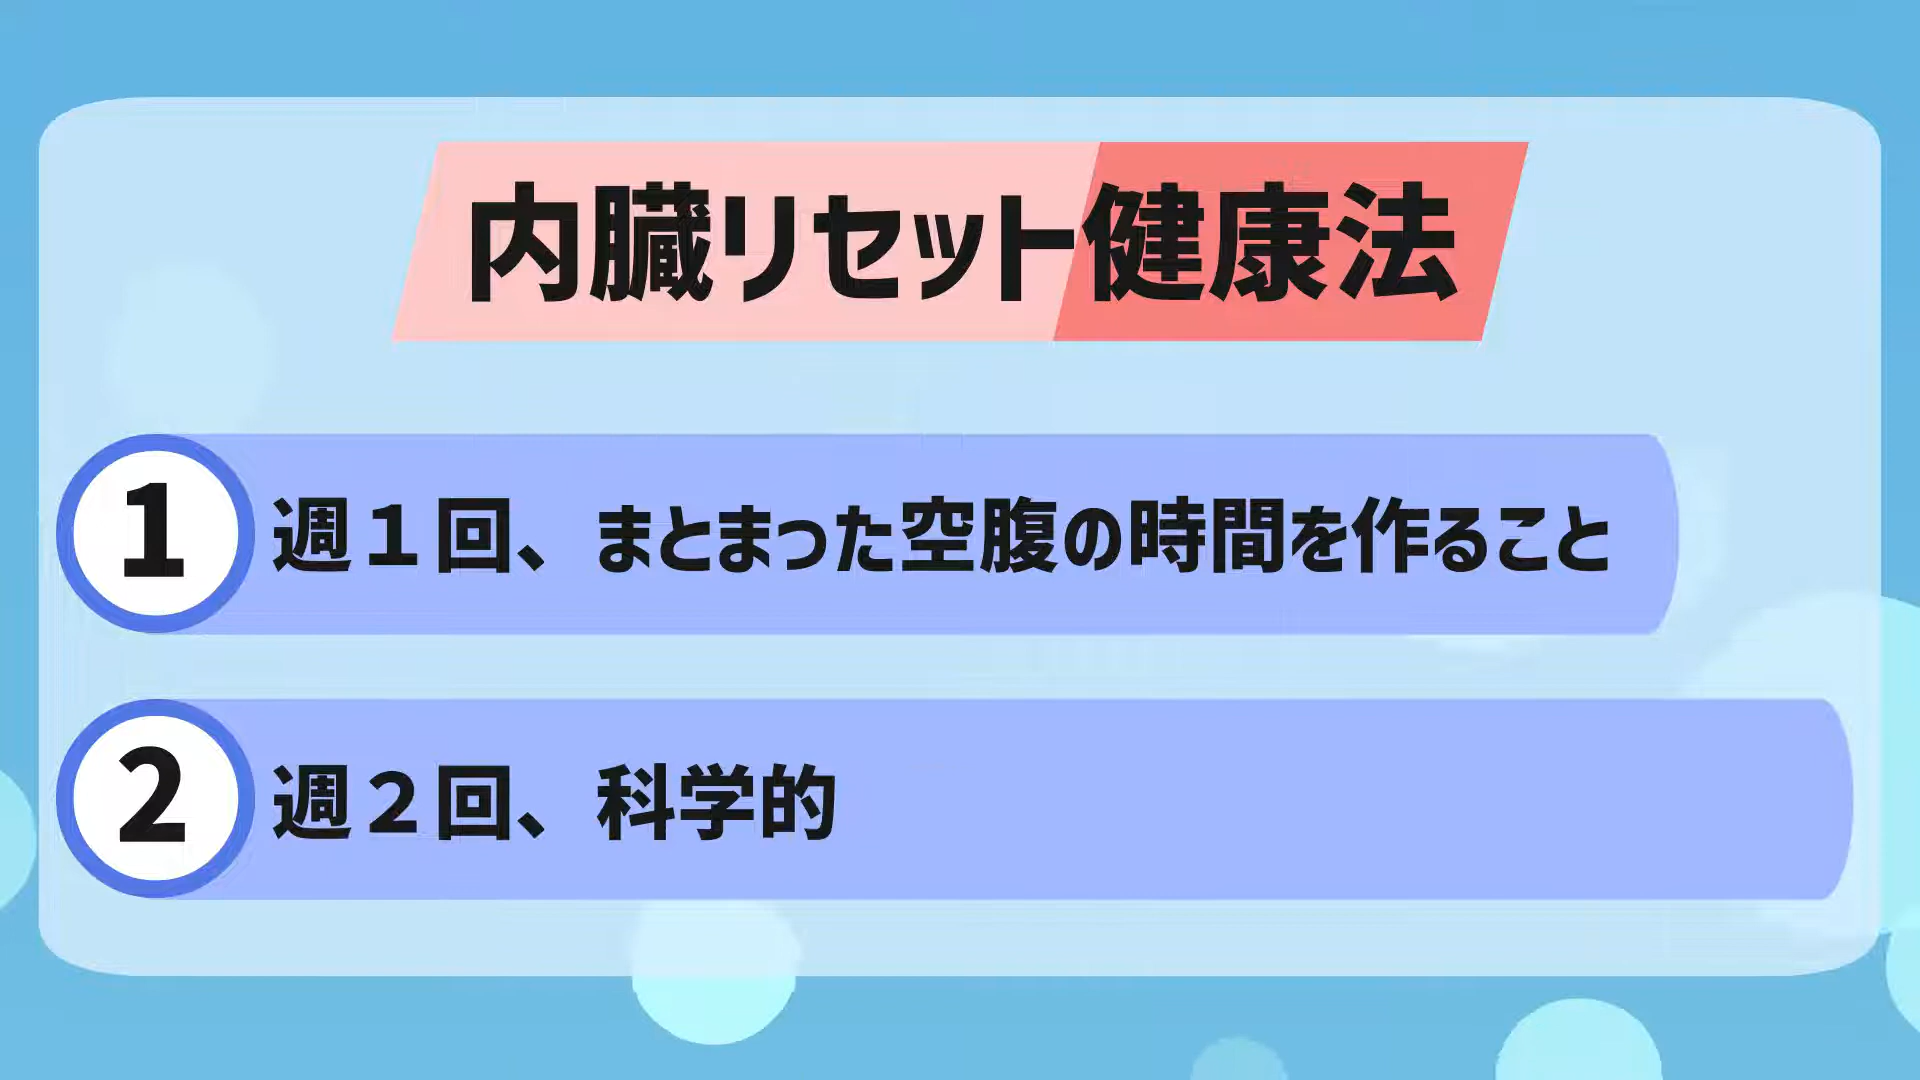 内臓リセット健康法
1
週１回、まとまった空腹の時間を作ること
2
週２回、科学的